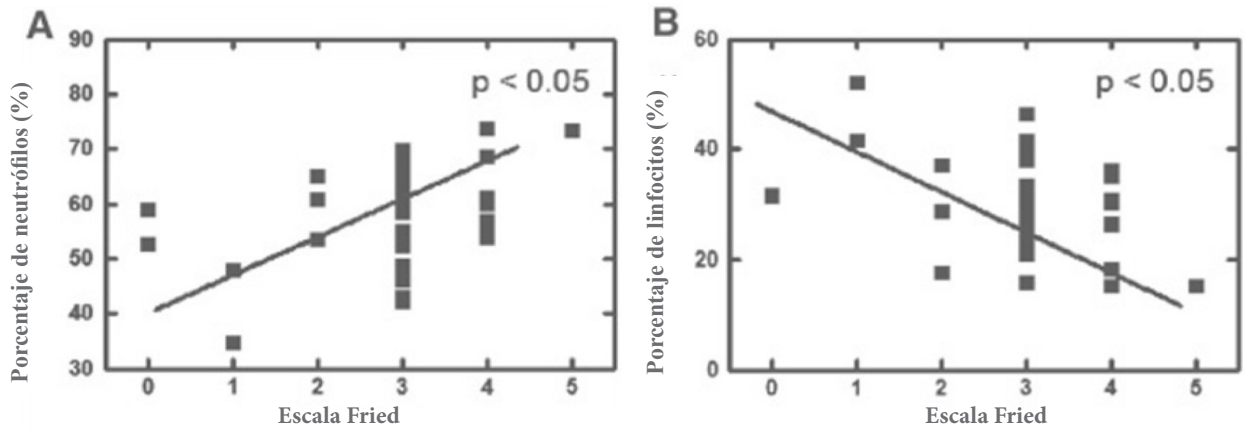 A
Porcentaje de neutrófilos (%)
90
80
70
60
50
40
30
p < 0.05
0 1 2 3 4 5
Escala Fried
B
Porcentaje de linfocitos (%)
60
40
20
0
p < 0.05
0 1 2 3 4 5
Escala Fried